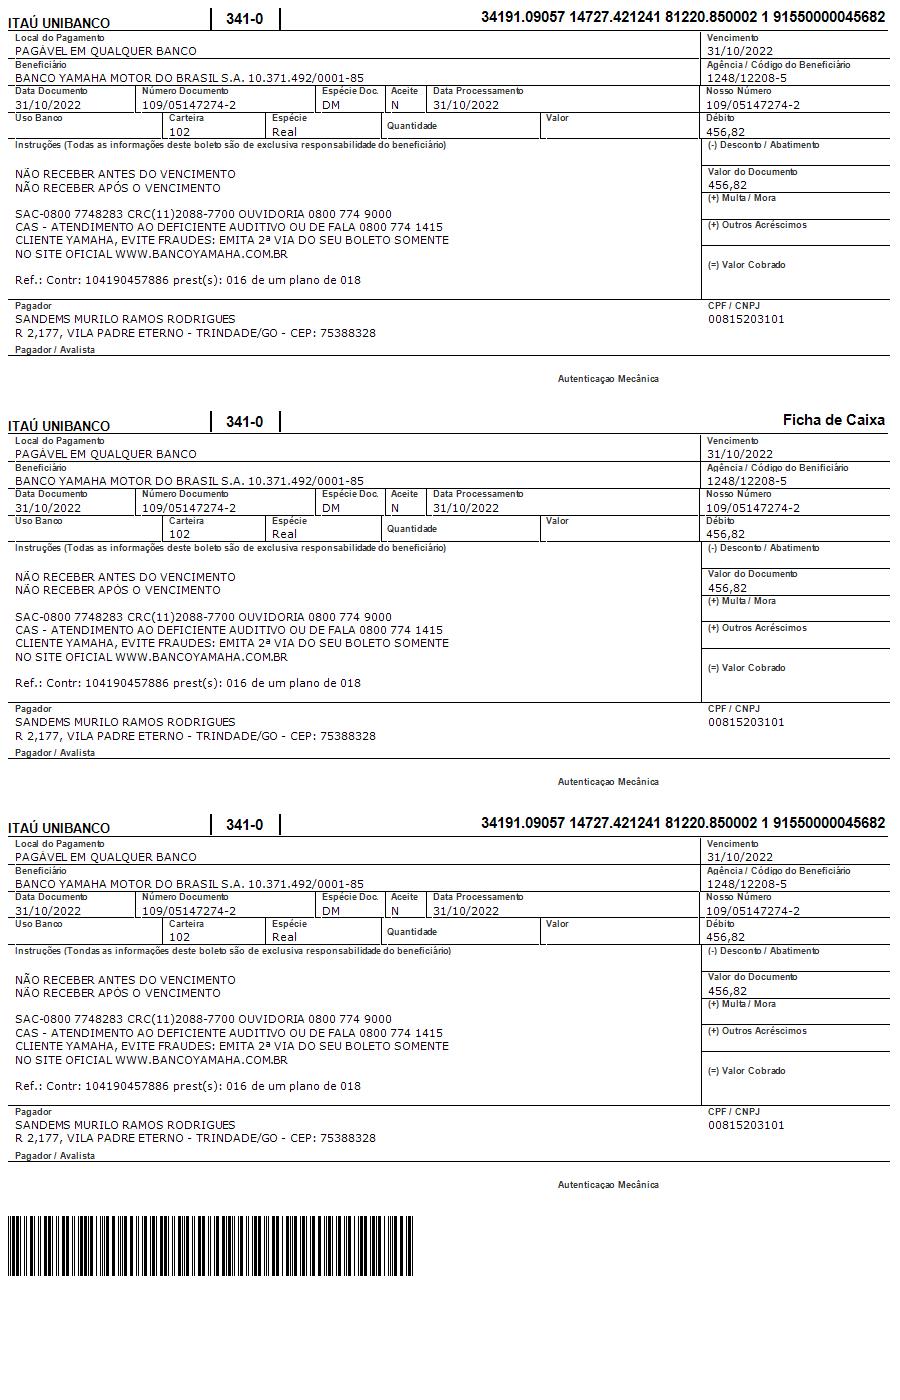 ITAÚ UNIBANCO 341-0 34191.09057 14727.421241 81220.850002 1 91550000045682
Local do Pagamento Vencimento
PAGÁVEL EM QUALQUER BANCO 31/10/2022
Beneficiário Agência / Código do Beneficiário
BANCO YAMAHA MOTOR DO BRASIL S.A. 10.371.492/0001-85 1248/12208-5
Data Documento Número Documento Espécie Doc. Aceite Data Processamento Nosso Número
31/10/2022 109/05147274-2 DM N 31/10/2022 109/05147274-2
Uso Banco Carteira Espécie Quantidade Valor Débito
102 Real 456,82
Instruções (Todas as informações deste boleto são de exclusiva responsabilidade do beneficiário) (-) Desconto / Abatimento
NÃO RECEBER ANTES DO VENCIMENTO Valor do Documento
NÃO RECEBER APÓS O VENCIMENTO 456,82
(+) Multa / Mora
SAC-0800 7748283 CRC(11)2088-7700 OUVIDORIA 0800 774 9000
CAS - ATENDIMENTO AO DEFICIENTE AUDITIVO OU DE FALA 0800 774 1415 (+) Outros Acréscimos
CLIENTE YAMAHA, EVITE FRAUDES: EMITA 2ª VIA DO SEU BOLETO SOMENTE
NO SITE OFICIAL WWW.BANCOYAMAHA.COM.BR
(=) Valor Cobrado
Ref.: Contr: 104190457886 prest(s): 016 de um plano de 018
Pagador CPF / CNPJ
SANDEMS MURILO RAMOS RODRIGUES 00815203101
R 2,177, VILA PADRE ETERNO - TRINDADE/GO - CEP: 75388328
Pagador / Avalista
Autenticaçao Mecânica
ITAÚ UNIBANCO 341-0 Ficha de Caixa
Local do Pagamento Vencimento
PAGÁVEL EM QUALQUER BANCO 31/10/2022
Beneficiário Agência / Código do Benificiário
BANCO YAMAHA MOTOR DO BRASIL S.A. 10.371.492/0001-85 1248/12208-5
Data Documento Número Documento Espécie Doc. Aceite Data Processamento Nosso Número
31/10/2022 109/05147274-2 DM N 31/10/2022 109/05147274-2
Uso Banco Carteira Espécie Quantidade Valor Débito
102 Real 456,82
Instruções (Todas as informações deste boleto são de exclusiva responsabilidade do beneficiário) (-) Desconto / Abatimento
NÃO RECEBER ANTES DO VENCIMENTO Valor do Documento
NÃO RECEBER APÓS O VENCIMENTO 456,82
(+) Multa / Mora
SAC-0800 7748283 CRC(11)2088-7700 OUVIDORIA 0800 774 9000
CAS - ATENDIMENTO AO DEFICIENTE AUDITIVO OU DE FALA 0800 774 1415 (+) Outros Acréscimos
CLIENTE YAMAHA, EVITE FRAUDES: EMITA 2ª VIA DO SEU BOLETO SOMENTE
NO SITE OFICIAL WWW.BANCOYAMAHA.COM.BR
(=) Valor Cobrado
Ref.: Contr: 104190457886 prest(s): 016 de um plano de 018
Pagador CPF / CNPJ
SANDEMS MURILO RAMOS RODRIGUES 00815203101
R 2,177, VILA PADRE ETERNO - TRINDADE/GO - CEP: 75388328
Pagador / Avalista
Autenticaçao Mecânica
ITAÚ UNIBANCO 341-0 34191.09057 14727.421241 81220.850002 1 91550000045682
Local do Pagamento Vencimento
PAGÁVEL EM QUALQUER BANCO 31/10/2022
Beneficiário Agência / Código do Beneficiário
BANCO YAMAHA MOTOR DO BRASIL S.A. 10.371.492/0001-85 1248/12208-5
Data Documento Número Documento Espécie Doc. Aceite Data Processamento Nosso Número
31/10/2022 109/05147274-2 DM N 31/10/2022 109/05147274-2
Uso Banco Carteira Espécie Quantidade Valor Débito
102 Real 456,82
Instruções (Tondas as informações deste boleto são de exclusiva responsabilidade do beneficiário) (-) Desconto / Abatimento
NÃO RECEBER ANTES DO VENCIMENTO Valor do Documento
NÃO RECEBER APÓS O VENCIMENTO 456,82
(+) Multa / Mora
SAC-0800 7748283 CRC(11)2088-7700 OUVIDORIA 0800 774 9000
CAS - ATENDIMENTO AO DEFICIENTE AUDITIVO OU DE FALA 0800 774 1415 (+) Outros Acréscimos
CLIENTE YAMAHA, EVITE FRAUDES: EMITA 2ª VIA DO SEU BOLETO SOMENTE
NO SITE OFICIAL WWW.BANCOYAMAHA.COM.BR
(=) Valor Cobrado
Ref.: Contr: 104190457886 prest(s): 016 de um plano de 018
Pagador CPF / CNPJ
SANDEMS MURILO RAMOS RODRIGUES 00815203101
R 2,177, VILA PADRE ETERNO - TRINDADE/GO - CEP: 75388328
Pagador / Avalista
Autenticaçao Mecânica